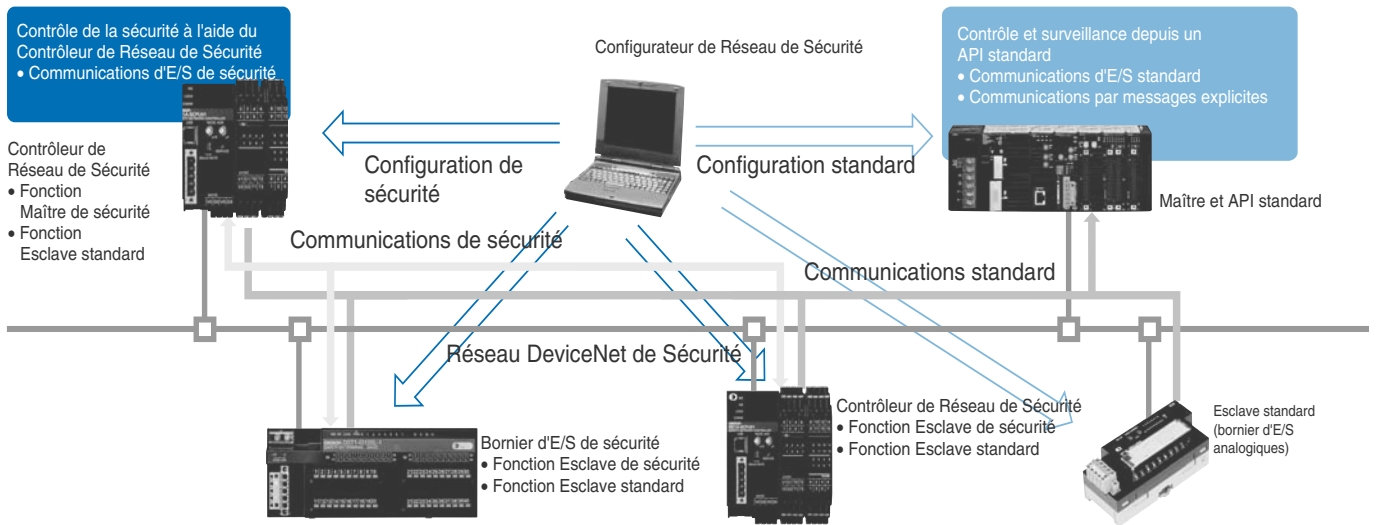 Contrôle de la sécurité à l'aide du
Contrôleur de Réseau de Sécurité
• Communications d'E/S de sécurité
Configurateur de Réseau de Sécurité
Contrôle et surveillance depuis un
API standard
• Communications d'E/S standard
• Communications par messages explicites
Contrôleur de
Réseau de Sécurité
• Fonction
Maître de sécurité
• Fonction
Esclave standard
Configuration de
sécurité
Configuration standard
Maître et API standard
Communications de sécurité
Communications standard
Réseau DeviceNet de Sécurité
Bornier d'E/S de sécurité
• Fonction Esclave de sécurité
• Fonction Esclave standard
Contrôleur de Réseau de Sécurité
• Fonction Esclave de sécurité
• Fonction Esclave standard
Esclave standard
(bornier d'E/S
analogiques)